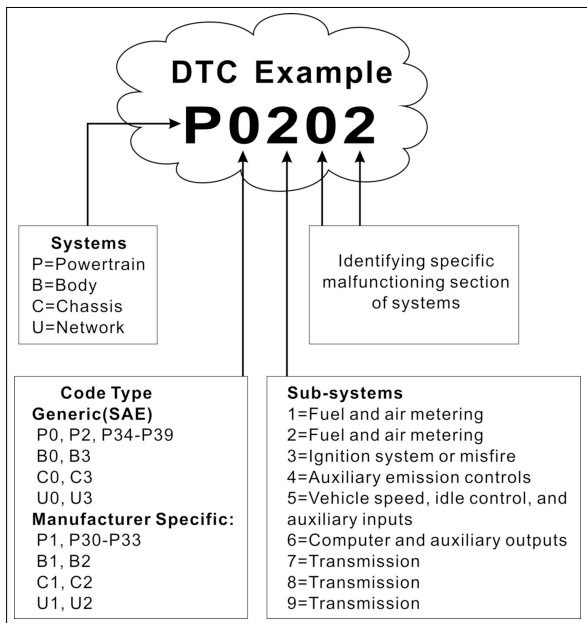 DTC Example
P0202
Systems
P=Powertrain
B=Body
C=Chassis
U=Network
Identifying specific
malfunctioning section
of systems
Code Type
Generic(SAE)
P0, P2, P34-P39
B0, B3
C0, C3
U0, U3
Manufacturer Specific:
P1, P30-P33
B1, B2
C1, C2
U1, U2
Sub-systems
1=Fuel and air metering
2=Fuel and air metering
3=Ignition system or misfire
4=Auxiliary emission controls
5=Vehicle speed, idle control, and
auxiliary inputs
6=Computer and auxiliary outputs
7=Transmission
8=Transmission
9=Transmission